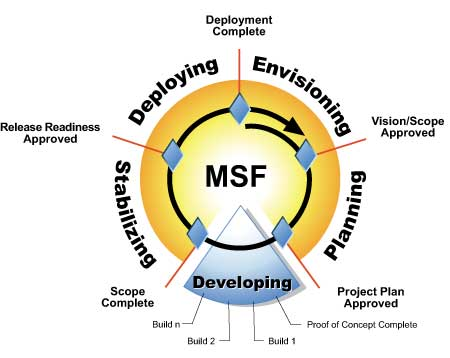 Deployment
Complete
Deploying
Envisioning
Release Readiness
Approved
Vision/Scope
Approved
MSF
Stabilizing
Planning
Developing
Scope
Complete
Project Plan
Approved
Build n
Build 2
Build 1
Proof of Concept Complete